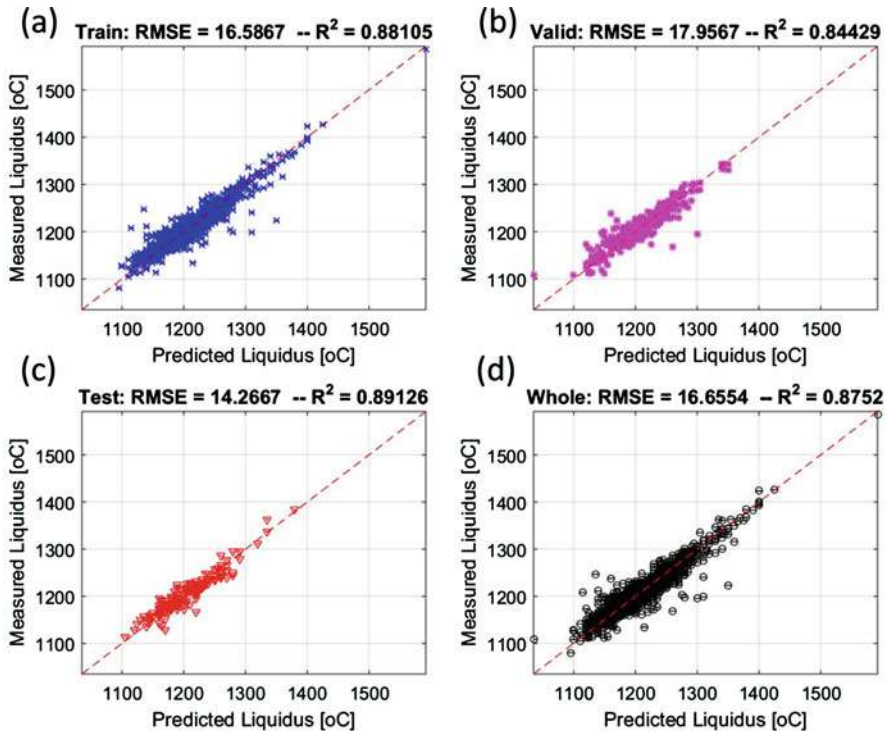 (a)
Train: RMSE = 16.5867 -- R² = 0.88105
Measured Liquidus [oC]
1500
1400
1300
1200
1100
1100 1200 1300 1400 1500
Predicted Liquidus [oC]
(b)
Valid: RMSE = 17.9567 -- R² = 0.84429
Measured Liquidus [oC]
1500
1400
1300
1200
1100
1100 1200 1300 1400 1500
Predicted Liquidus [oC]
(c)
Test: RMSE = 14.2667 -- R² = 0.89126
Measured Liquidus [oC]
1500
1400
1300
1200
1100
1100 1200 1300 1400 1500
Predicted Liquidus [oC]
(d)
Whole: RMSE = 16.6554 -- R² = 0.8752
Measured Liquidus [oC]
1500
1400
1300
1200
1100
1100 1200 1300 1400 1500
Predicted Liquidus [oC]